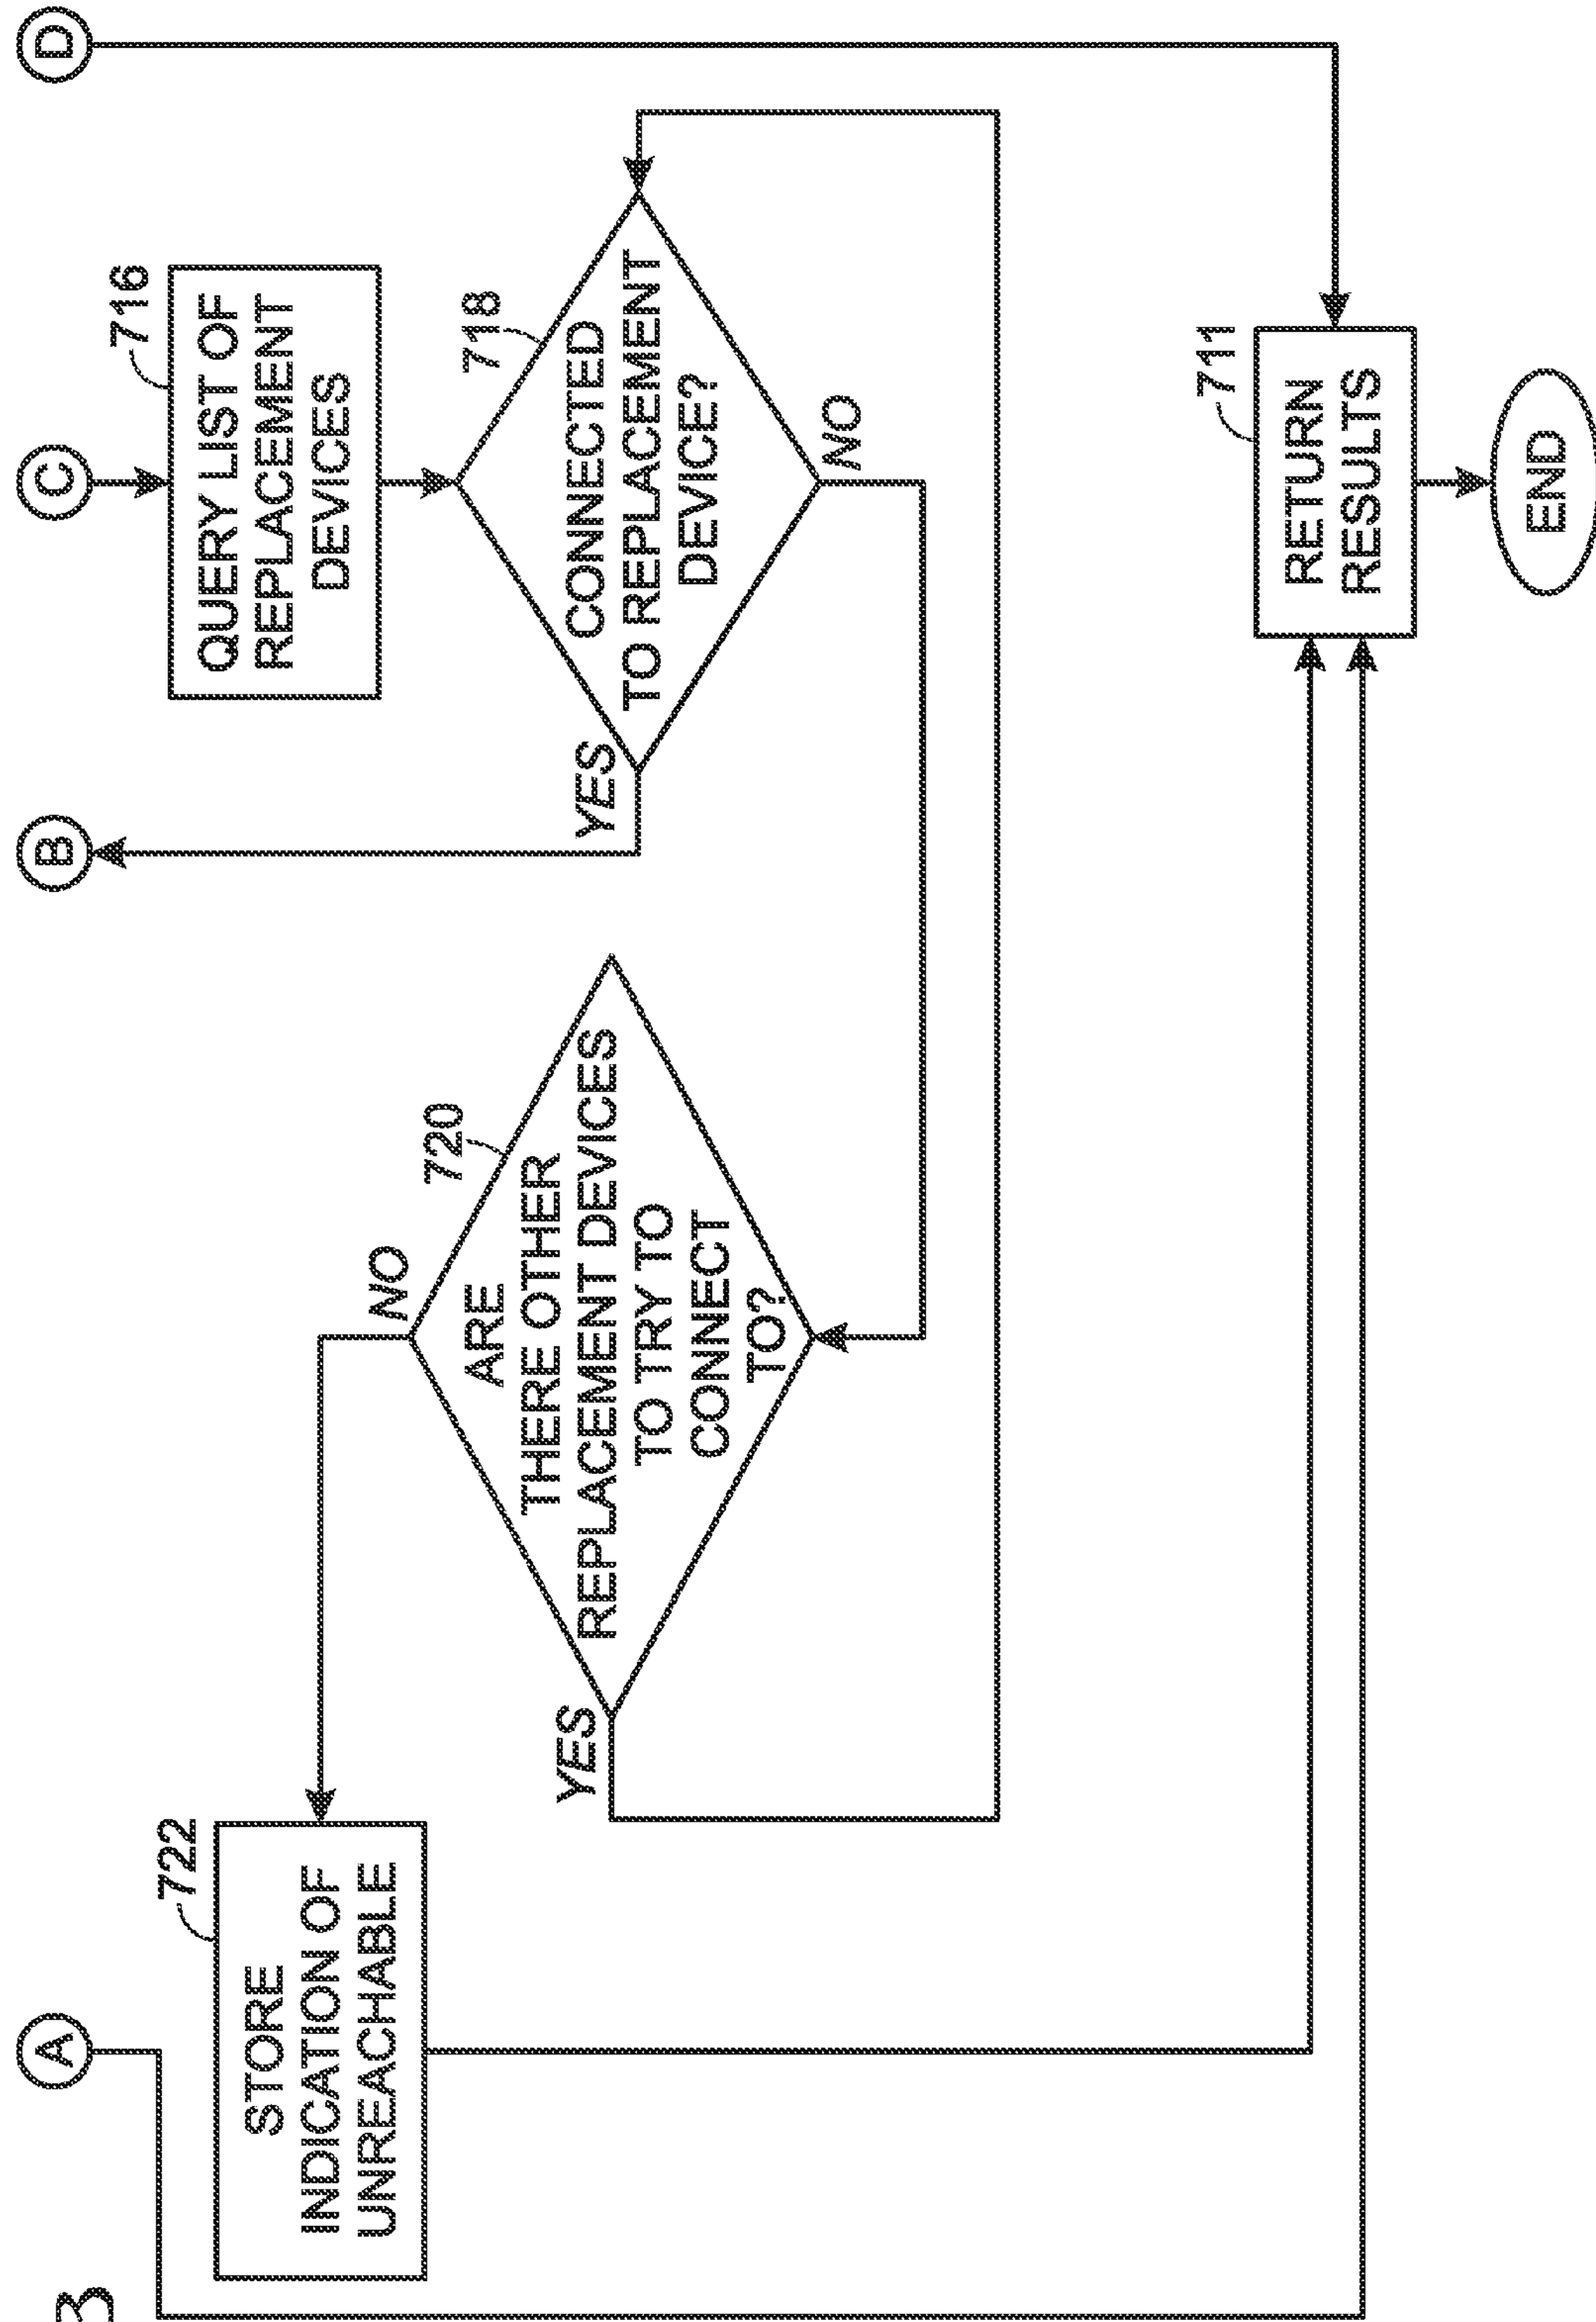 A
B
C
D
716
QUERY LIST OF
REPLACEMENT
DEVICES
722
STORE
INDICATION OF
UNREACHABLE
NO
720
ARE
THERE OTHER
REPLACEMENT DEVICES
TO TRY TO
CONNECT
TO?
YES
718
CONNECTED
TO REPLACEMENT
DEVICE?
YES
NO
711
RETURN
RESULTS
END